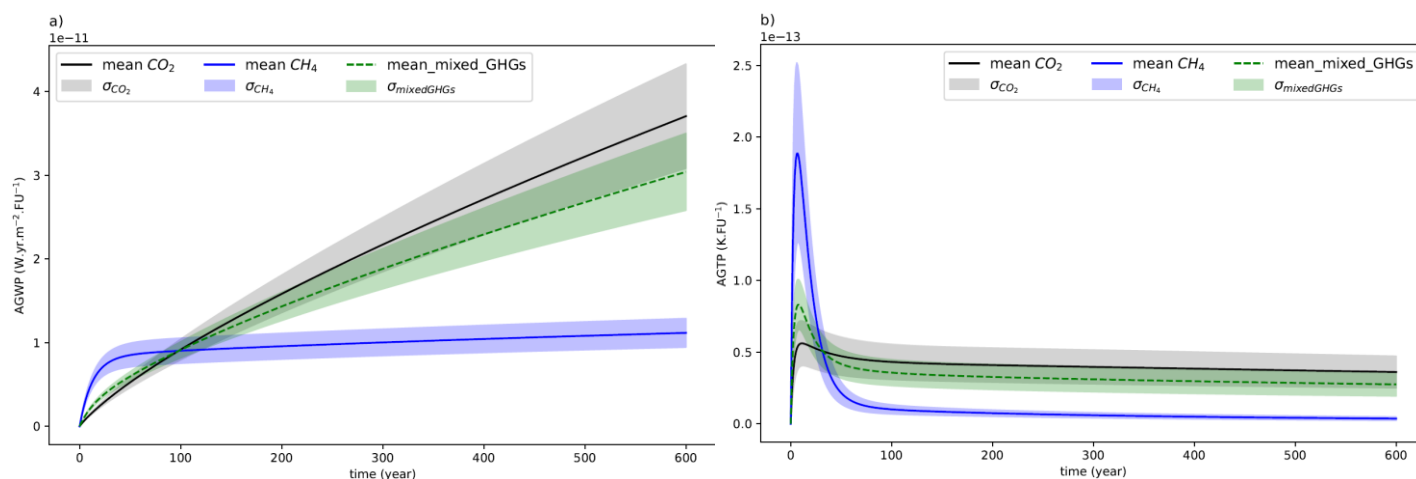 a)
1e−11
mean CO₂ mean CH₄ mean_mixed_GHGs
σCO₂ σCH₄ σmixedGHGs
4
3
2
1
0
AGWP (W.yr.m⁻².FU⁻¹)
0 100 200 300 400 500 600
time (year)
b)
1e−13
mean CO₂ mean CH₄ mean_mixed_GHGs
σCO₂ σCH₄ σmixedGHGs
2.5
2.0
1.5
1.0
0.5
0.0
AGTP (K.FU⁻¹)
0 100 200 300 400 500 600
time (year)